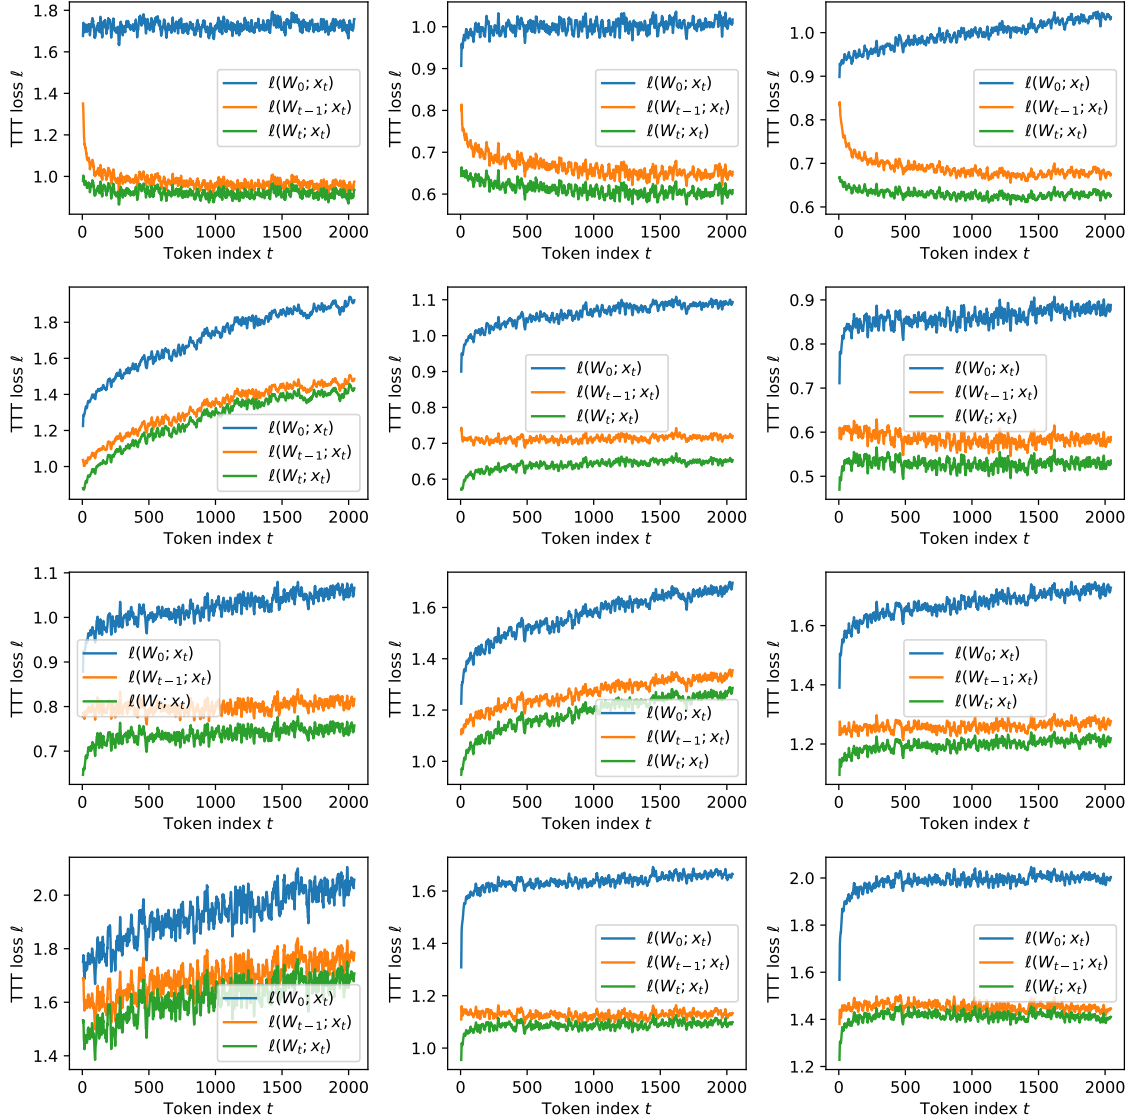 1.8
1.6
1.4
1.2
1.0
TTT loss ℓ
ℓ(W₀; xₜ)
ℓ(Wₜ₋₁; xₜ)
ℓ(Wₜ; xₜ)
0 500 1000 1500 2000
Token index t
1.0
0.9
0.8
0.7
0.6
TTT loss ℓ
ℓ(W₀; xₜ)
ℓ(Wₜ₋₁; xₜ)
ℓ(Wₜ; xₜ)
0 500 1000 1500 2000
Token index t
1.0
0.9
0.8
0.7
0.6
TTT loss ℓ
ℓ(W₀; xₜ)
ℓ(Wₜ₋₁; xₜ)
ℓ(Wₜ; xₜ)
0 500 1000 1500 2000
Token index t
1.8
1.6
1.4
1.2
1.0
TTT loss ℓ
ℓ(W₀; xₜ)
ℓ(Wₜ₋₁; xₜ)
ℓ(Wₜ; xₜ)
0 500 1000 1500 2000
Token index t
1.1
1.0
0.9
0.8
0.7
0.6
TTT loss ℓ
ℓ(W₀; xₜ)
ℓ(Wₜ₋₁; xₜ)
ℓ(Wₜ; xₜ)
0 500 1000 1500 2000
Token index t
0.9
0.8
0.7
0.6
0.5
TTT loss ℓ
ℓ(W₀; xₜ)
ℓ(Wₜ₋₁; xₜ)
ℓ(Wₜ; xₜ)
0 500 1000 1500 2000
Token index t
1.1
1.0
0.9
0.8
0.7
TTT loss ℓ
ℓ(W₀; xₜ)
ℓ(Wₜ₋₁; xₜ)
ℓ(Wₜ; xₜ)
0 500 1000 1500 2000
Token index t
1.6
1.4
1.2
1.0
TTT loss ℓ
ℓ(W₀; xₜ)
ℓ(Wₜ₋₁; xₜ)
ℓ(Wₜ; xₜ)
0 500 1000 1500 2000
Token index t
1.6
1.4
1.2
TTT loss ℓ
ℓ(W₀; xₜ)
ℓ(Wₜ₋₁; xₜ)
ℓ(Wₜ; xₜ)
0 500 1000 1500 2000
Token index t
2.0
1.8
1.6
1.4
TTT loss ℓ
ℓ(W₀; xₜ)
ℓ(Wₜ₋₁; xₜ)
ℓ(Wₜ; xₜ)
0 500 1000 1500 2000
Token index t
1.6
1.4
1.2
1.0
TTT loss ℓ
ℓ(W₀; xₜ)
ℓ(Wₜ₋₁; xₜ)
ℓ(Wₜ; xₜ)
0 500 1000 1500 2000
Token index t
2.0
1.8
1.6
1.4
1.2
TTT loss ℓ
ℓ(W₀; xₜ)
ℓ(Wₜ₋₁; xₜ)
ℓ(Wₜ; xₜ)
0 500 1000 1500 2000
Token index t